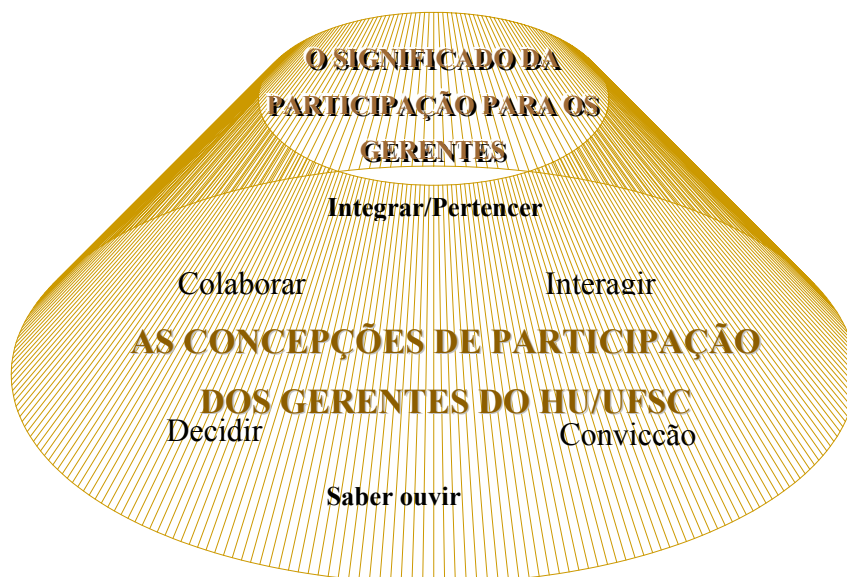 O SIGNIFICADO DA
PARTICIPAÇÃO PARA OS
GERENTES
Integrar/Pertencer
Colaborar
Interagir
AS CONCEPÇÕES DE PARTICIPAÇÃO
DOS GERENTES DO HU/UFSC
Decidir
Convicção
Saber ouvir